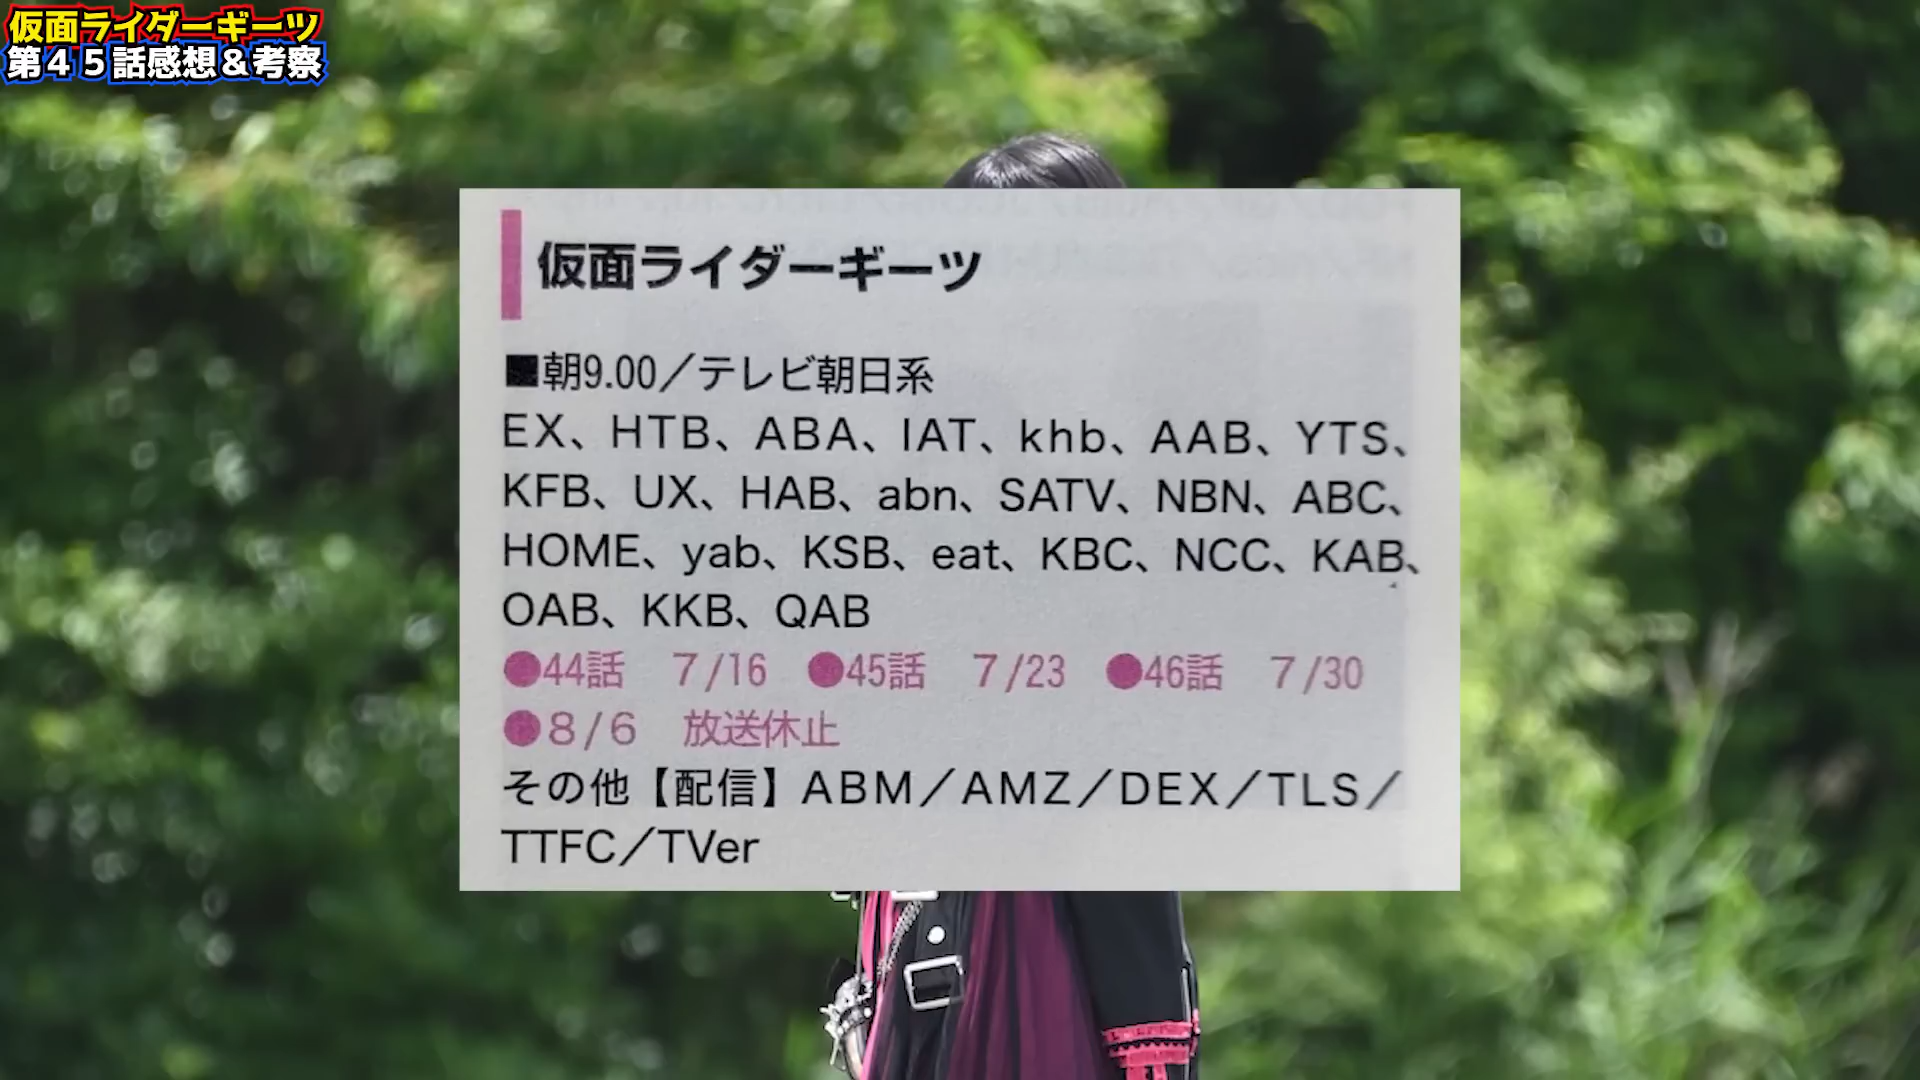 仮面ライダーギーツ
第４５話感想＆考察
仮面ライダーギーツ
■朝9.00／テレビ朝日系
EX、HTB、ABA、IAT、khb、AAB、YTS、
KFB、UX、HAB、abn、SATV、NBN、ABC、
HOME、yab、KSB、eat、KBC、NCC、KAB、
OAB、KKB、QAB
●44話　7/16　●45話　7/23　●46話　7/30
●8/6　放送休止
その他【配信】ABM／AMZ／DEX／TLS／
TTFC／TVer